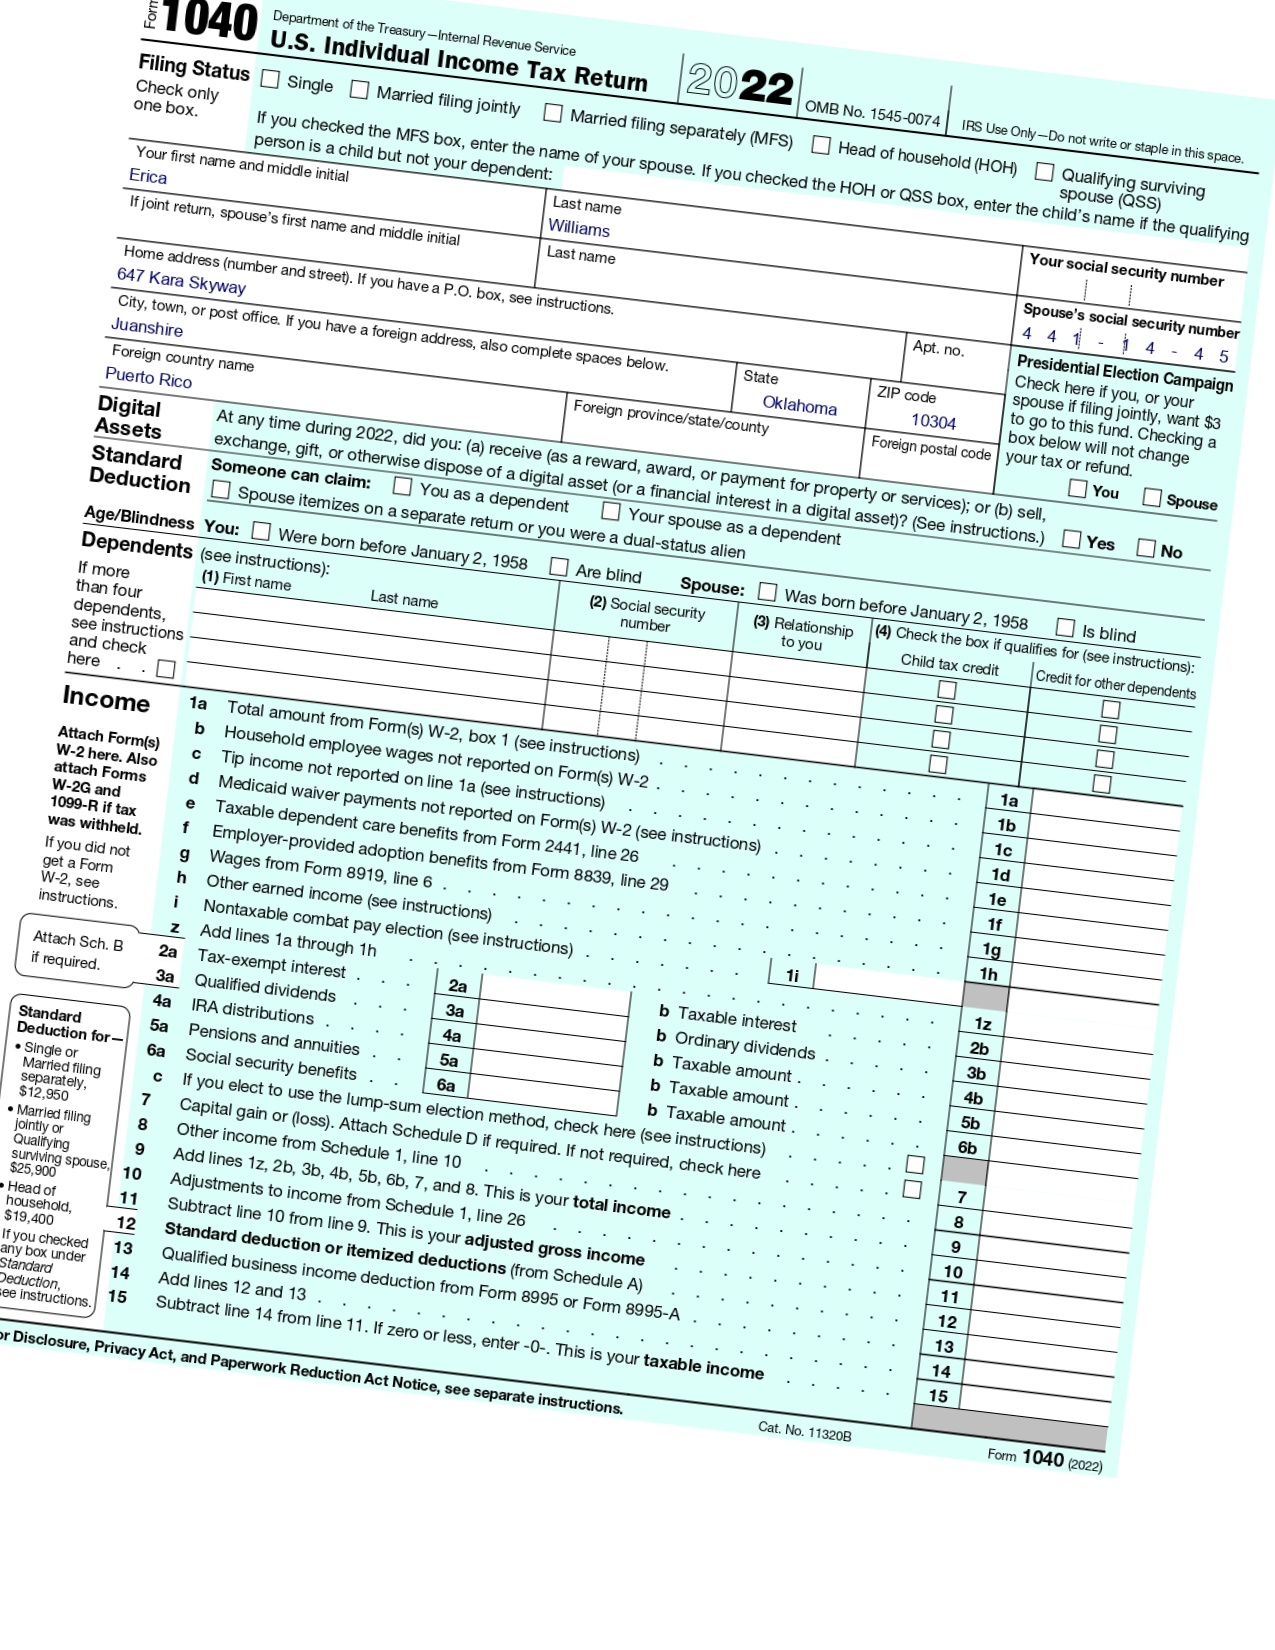 Form 1040 Department of the Treasury—Internal Revenue Service
U.S. Individual Income Tax Return 2022 OMB No. 1545-0074 IRS Use Only—Do not write or staple in this space.
Filing Status
Check only
one box.
Single Married filing jointly Married filing separately (MFS) Head of household (HOH) Qualifying surviving
spouse (QSS)
If you checked the MFS box, enter the name of your spouse. If you checked the HOH or QSS box, enter the child's name if the qualifying
person is a child but not your dependent:
Your first name and middle initial
Erica
Last name
Williams
Your social security number
If joint return, spouse's first name and middle initial
Last name
Spouse's social security number
4 4 1 - 1 4 - 4 5
Home address (number and street). If you have a P.O. box, see instructions.
647 Kara Skyway
Apt. no.
City, town, or post office. If you have a foreign address, also complete spaces below.
Juanshire
State
Oklahoma
ZIP code
10304
Foreign country name
Puerto Rico
Foreign province/state/county
Foreign postal code
Presidential Election Campaign
Check here if you, or your
spouse if filing jointly, want $3
to go to this fund. Checking a
box below will not change
your tax or refund.
You Spouse
Digital
Assets
At any time during 2022, did you: (a) receive (as a reward, award, or payment for property or services); or (b) sell,
exchange, gift, or otherwise dispose of a digital asset (or a financial interest in a digital asset)? (See instructions.) Yes No
Standard
Deduction
Someone can claim: You as a dependent Your spouse as a dependent
Spouse itemizes on a separate return or you were a dual-status alien
Age/Blindness You: Were born before January 2, 1958 Are blind Spouse: Was born before January 2, 1958 Is blind
Dependents (see instructions):
If more
than four
dependents,
see instructions
and check
here . .
(1) First name Last name
(2) Social security
number
(3) Relationship
to you
(4) Check the box if qualifies for (see instructions):
Child tax credit Credit for other dependents
Income
Attach Form(s)
W-2 here. Also
attach Forms
W-2G and
1099-R if tax
was withheld.
If you did not
get a Form
W-2, see
instructions.
1a Total amount from Form(s) W-2, box 1 (see instructions) 1a
b Household employee wages not reported on Form(s) W-2 1b
c Tip income not reported on line 1a (see instructions) 1c
d Medicaid waiver payments not reported on Form(s) W-2 (see instructions) 1d
e Taxable dependent care benefits from Form 2441, line 26 1e
f Employer-provided adoption benefits from Form 8839, line 29 1f
g Wages from Form 8919, line 6 1g
h Other earned income (see instructions) 1h
i Nontaxable combat pay election (see instructions) 1i
z Add lines 1a through 1h 1z
Attach Sch. B
if required.
2a Tax-exempt interest 2a b Taxable interest 2b
3a Qualified dividends 3a b Ordinary dividends 3b
4a IRA distributions 4a b Taxable amount 4b
5a Pensions and annuities 5a b Taxable amount 5b
6a Social security benefits 6a b Taxable amount 6b
c If you elect to use the lump-sum election method, check here (see instructions)
7 Capital gain or (loss). Attach Schedule D if required. If not required, check here 7
8 Other income from Schedule 1, line 10 8
9 Add lines 1z, 2b, 3b, 4b, 5b, 6b, 7, and 8. This is your total income 9
10 Adjustments to income from Schedule 1, line 26 10
11 Subtract line 10 from line 9. This is your adjusted gross income 11
12 Standard deduction or itemized deductions (from Schedule A) 12
13 Qualified business income deduction from Form 8995 or Form 8995-A 13
14 Add lines 12 and 13 14
15 Subtract line 14 from line 11. If zero or less, enter -0-. This is your taxable income 15
Standard
Deduction for—
• Single or
Married filing
separately,
$12,950
• Married filing
jointly or
Qualifying
surviving spouse,
$25,900
• Head of
household,
$19,400
If you checked
any box under
Standard
Deduction,
see instructions.
or Disclosure, Privacy Act, and Paperwork Reduction Act Notice, see separate instructions. Cat. No. 11320B Form 1040 (2022)